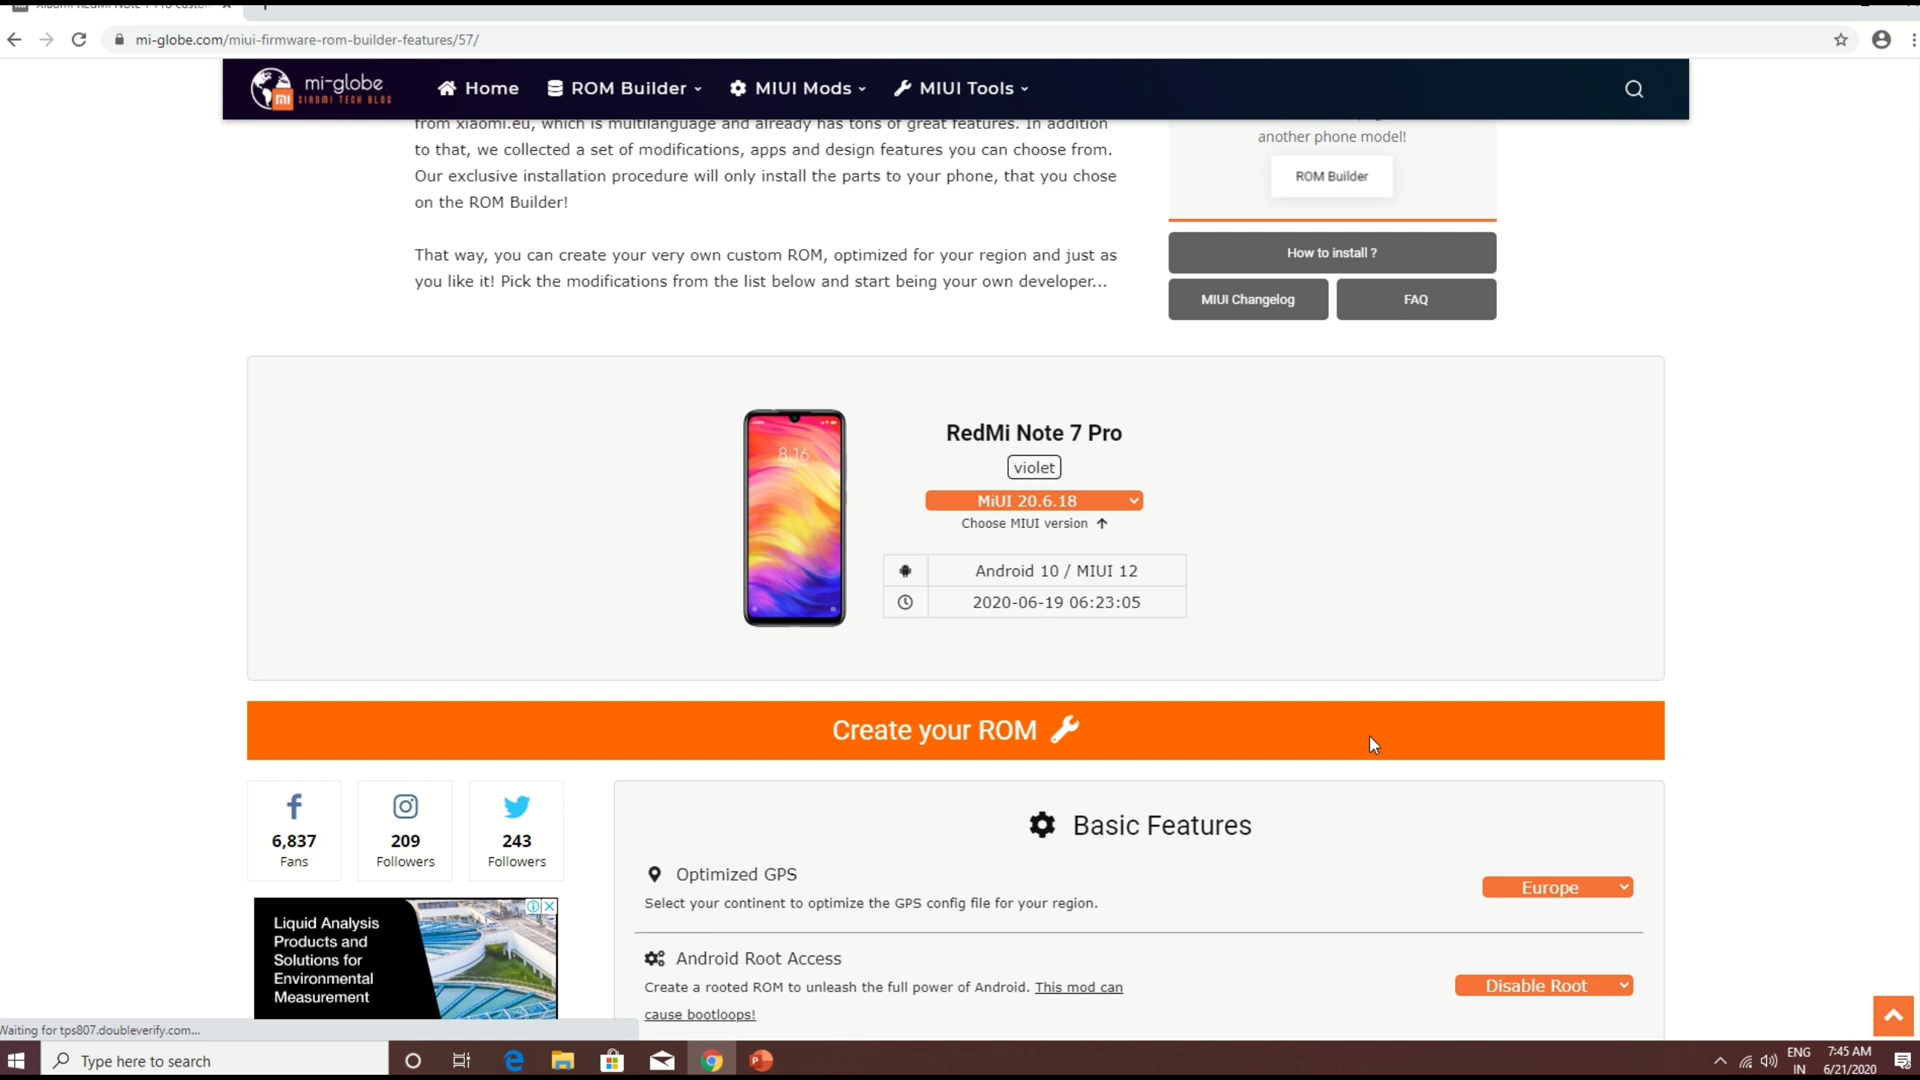 mi-globe.com/miui-firmware-rom-builder-features/57/
mi-globe
XIAOMI TECH BLOG
Home
ROM Builder
MIUI Mods
MIUI Tools
from xiaomi.eu, which is multilanguage and already has tons of great features. In addition
to that, we collected a set of modifications, apps and design features you can choose from.
Our exclusive installation procedure will only install the parts to your phone, that you chose
on the ROM Builder!
That way, you can create your very own custom ROM, optimized for your region and just as
you like it! Pick the modifications from the list below and start being your own developer...
another phone model!
ROM Builder
How to install ?
MIUI Changelog
FAQ
8:16
RedMi Note 7 Pro
violet
MiUI 20.6.18
Choose MIUI version
Android 10 / MIUI 12
2020-06-19 06:23:05
Create your ROM
6,837
Fans
209
Followers
243
Followers
Liquid Analysis
Products and
Solutions for
Environmental
Measurement
Basic Features
Optimized GPS
Select your continent to optimize the GPS config file for your region.
Europe
Android Root Access
Create a rooted ROM to unleash the full power of Android. This mod can
cause bootloops!
Disable Root
Waiting for tps807.doubleverify.com...
Type here to search
ENG
IN
7:45 AM
6/21/2020